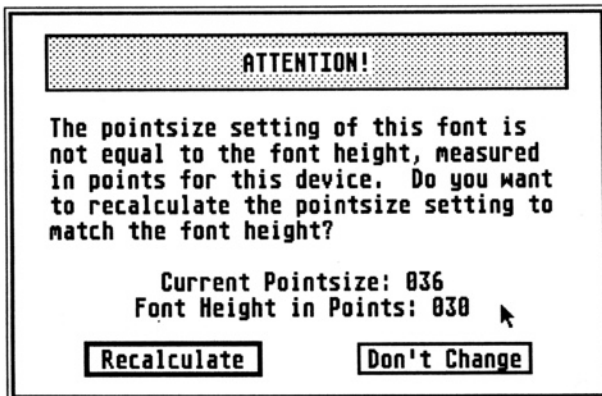 ATTENTION!
The pointsize setting of this font is
not equal to the font height, measured
in points for this device.  Do you want
to recalculate the pointsize setting to
match the font height?
Current Pointsize: 036
Font Height in Points: 030
Recalculate Don't Change